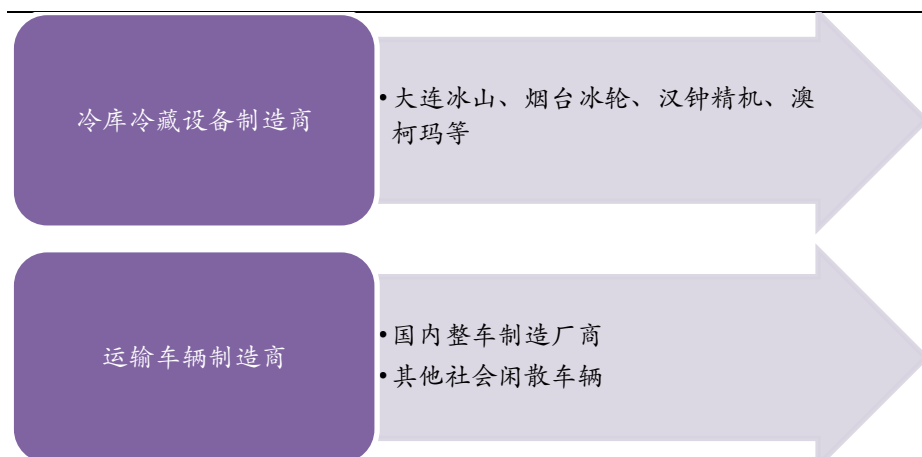 冷库冷藏设备制造商
•大连冰山、烟台冰轮、汉钟精机、澳
柯玛等
运输车辆制造商
•国内整车制造厂商
•其他社会闲散车辆